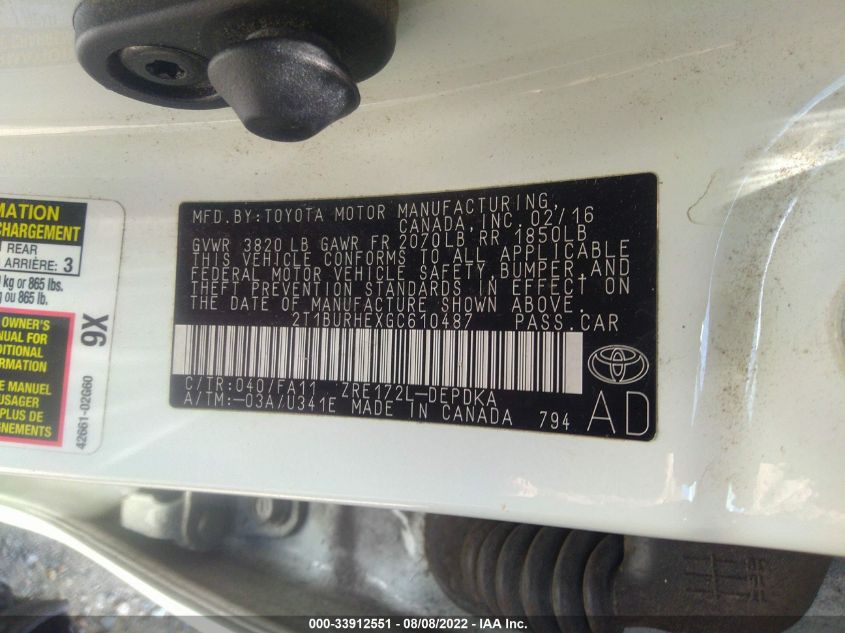 MATION
CHARGEMENT
REAR
ARRIÈRE: 3
kg or 865 lbs.
g ou 865 lb.
OWNER'S
NUAL FOR
DITIONAL
ORMATION
LE MANUEL
USAGER
PLUS DE
GNEMENTS
9X
42661-02G60
MFD. BY: TOYOTA MOTOR MANUFACTURING,
CANADA, INC. 02/16
GVWR 3820 LB GAWR FR 2070LB RR 1850LB
THIS VEHICLE CONFORMS TO ALL APPLICABLE
FEDERAL MOTOR VEHICLE SAFETY, BUMPER, AND
THEFT PREVENTION STANDARDS IN EFFECT ON
THE DATE OF MANUFACTURE SHOWN ABOVE.
2T1BURHEXGC610487 PASS. CAR
C/TR: 040/FA11 ZRE172L-DEPDKA
A/TM: -03A/U341E MADE IN CANADA 794
AD
000-33912551 - 08/08/2022 - IAA Inc.